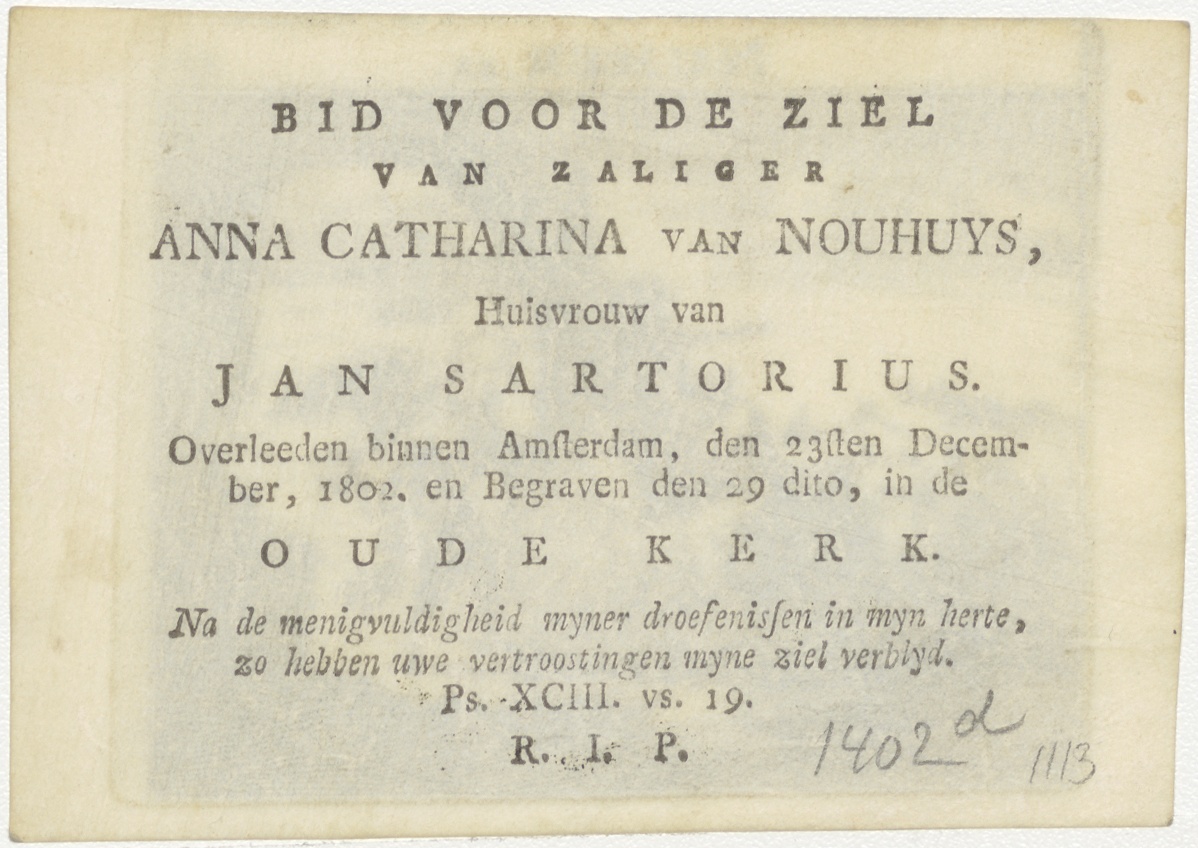 BID VOOR DE ZIEL
VAN ZALIGER
ANNA CATHARINA VAN NOUHUYS,
Huisvrouw van
JAN SARTORIUS.
Overleeden binnen Amſterdam, den 23ſten Decem-
ber, 1802. en Begraven den 29 dito, in de
OUDE KERK.
Na de menigvuldigheid myner droefeniſſen in myn herte,
zo hebben uwe vertroostingen myne ziel verblyd.
Ps. XCIII. vs. 19.
R. I. P.
1402 d
1113